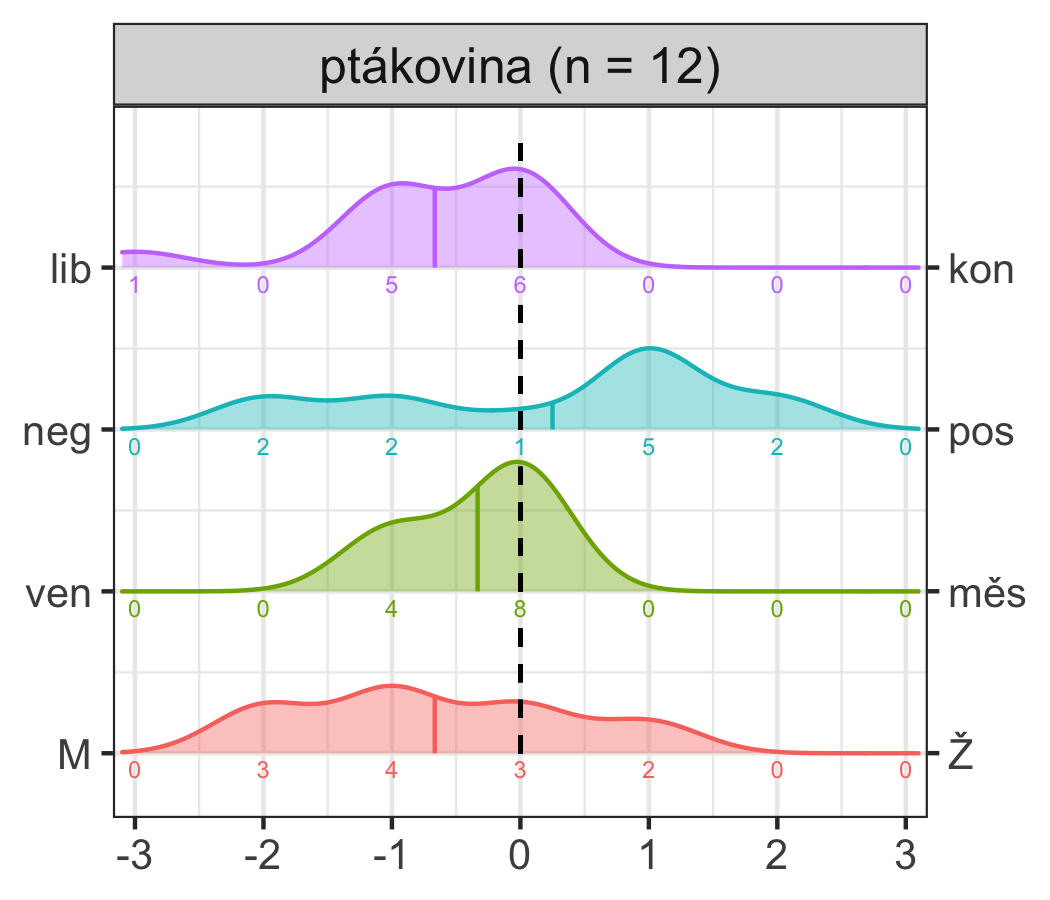 ptákovina (n = 12)
lib kon
1 0 5 6 0 0 0
neg pos
0 2 2 1 5 2 0
ven měs
0 0 4 8 0 0 0
M Ž
0 3 4 3 2 0 0
-3 -2 -1 0 1 2 3